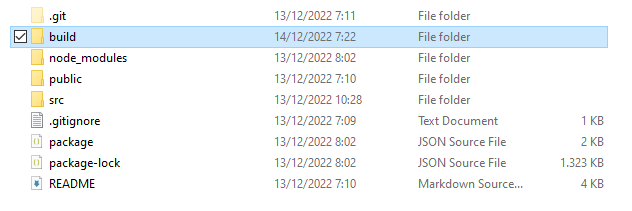 .git 13/12/2022 7:11 File folder
build 14/12/2022 7:22 File folder
node_modules 13/12/2022 8:02 File folder
public 13/12/2022 7:10 File folder
src 13/12/2022 10:28 File folder
.gitignore 13/12/2022 7:09 Text Document 1 KB
package 13/12/2022 8:02 JSON Source File 2 KB
package-lock 13/12/2022 8:02 JSON Source File 1.323 KB
README 13/12/2022 7:10 Markdown Source... 4 KB